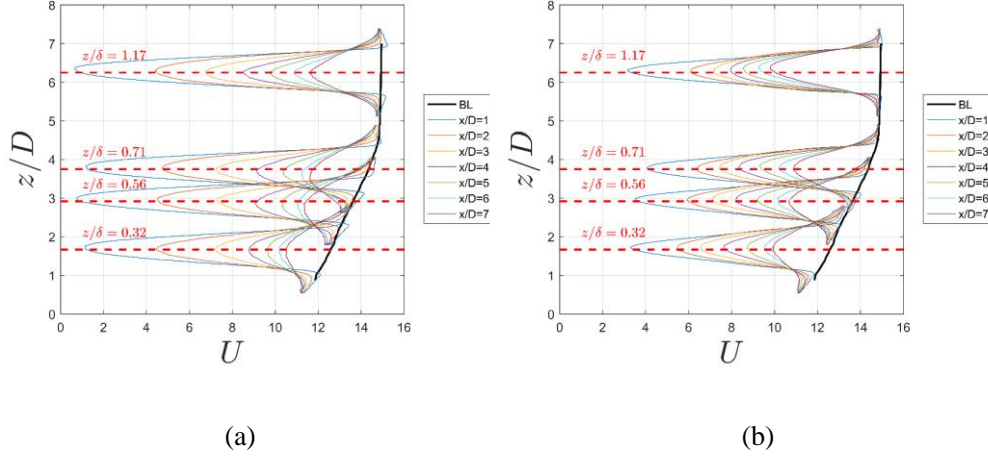 8
7
6
5
4
3
2
1
0
z/D
z/δ = 1.17
z/δ = 0.71
z/δ = 0.56
z/δ = 0.32
0 2 4 6 8 10 12 14 16
U
BL
x/D=1
x/D=2
x/D=3
x/D=4
x/D=5
x/D=6
x/D=7
(a)
8
7
6
5
4
3
2
1
0
z/D
z/δ = 1.17
z/δ = 0.71
z/δ = 0.56
z/δ = 0.32
0 2 4 6 8 10 12 14 16
U
BL
x/D=1
x/D=2
x/D=3
x/D=4
x/D=5
x/D=6
x/D=7
(b)